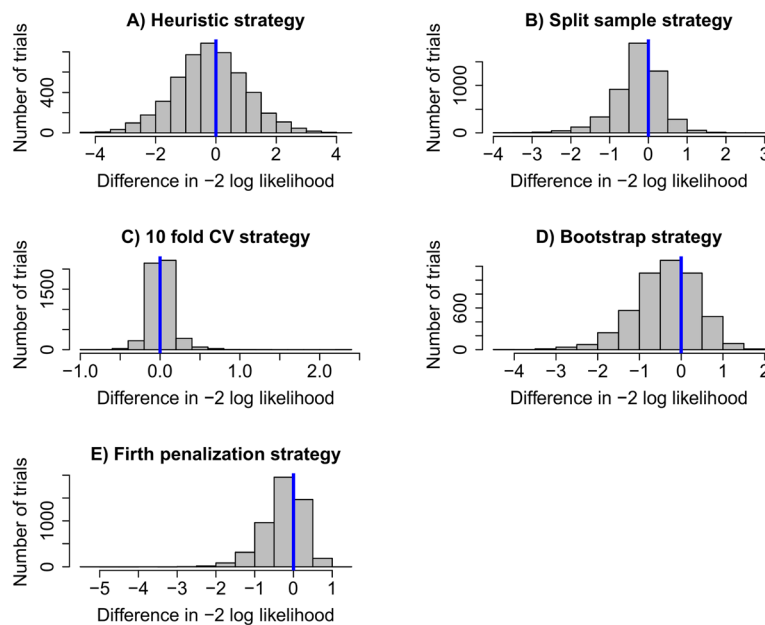 A) Heuristic strategy
Number of trials
400
0
−4 −2 0 2 4
Difference in −2 log likelihood
B) Split sample strategy
Number of trials
1000
0
−4 −3 −2 −1 0 1 2 3
Difference in −2 log likelihood
C) 10 fold CV strategy
Number of trials
1500
0
−1.0 0.0 1.0 2.0
Difference in −2 log likelihood
D) Bootstrap strategy
Number of trials
600
0
−4 −3 −2 −1 0 1 2
Difference in −2 log likelihood
E) Firth penalization strategy
Number of trials
1000
0
−5 −4 −3 −2 −1 0 1
Difference in −2 log likelihood